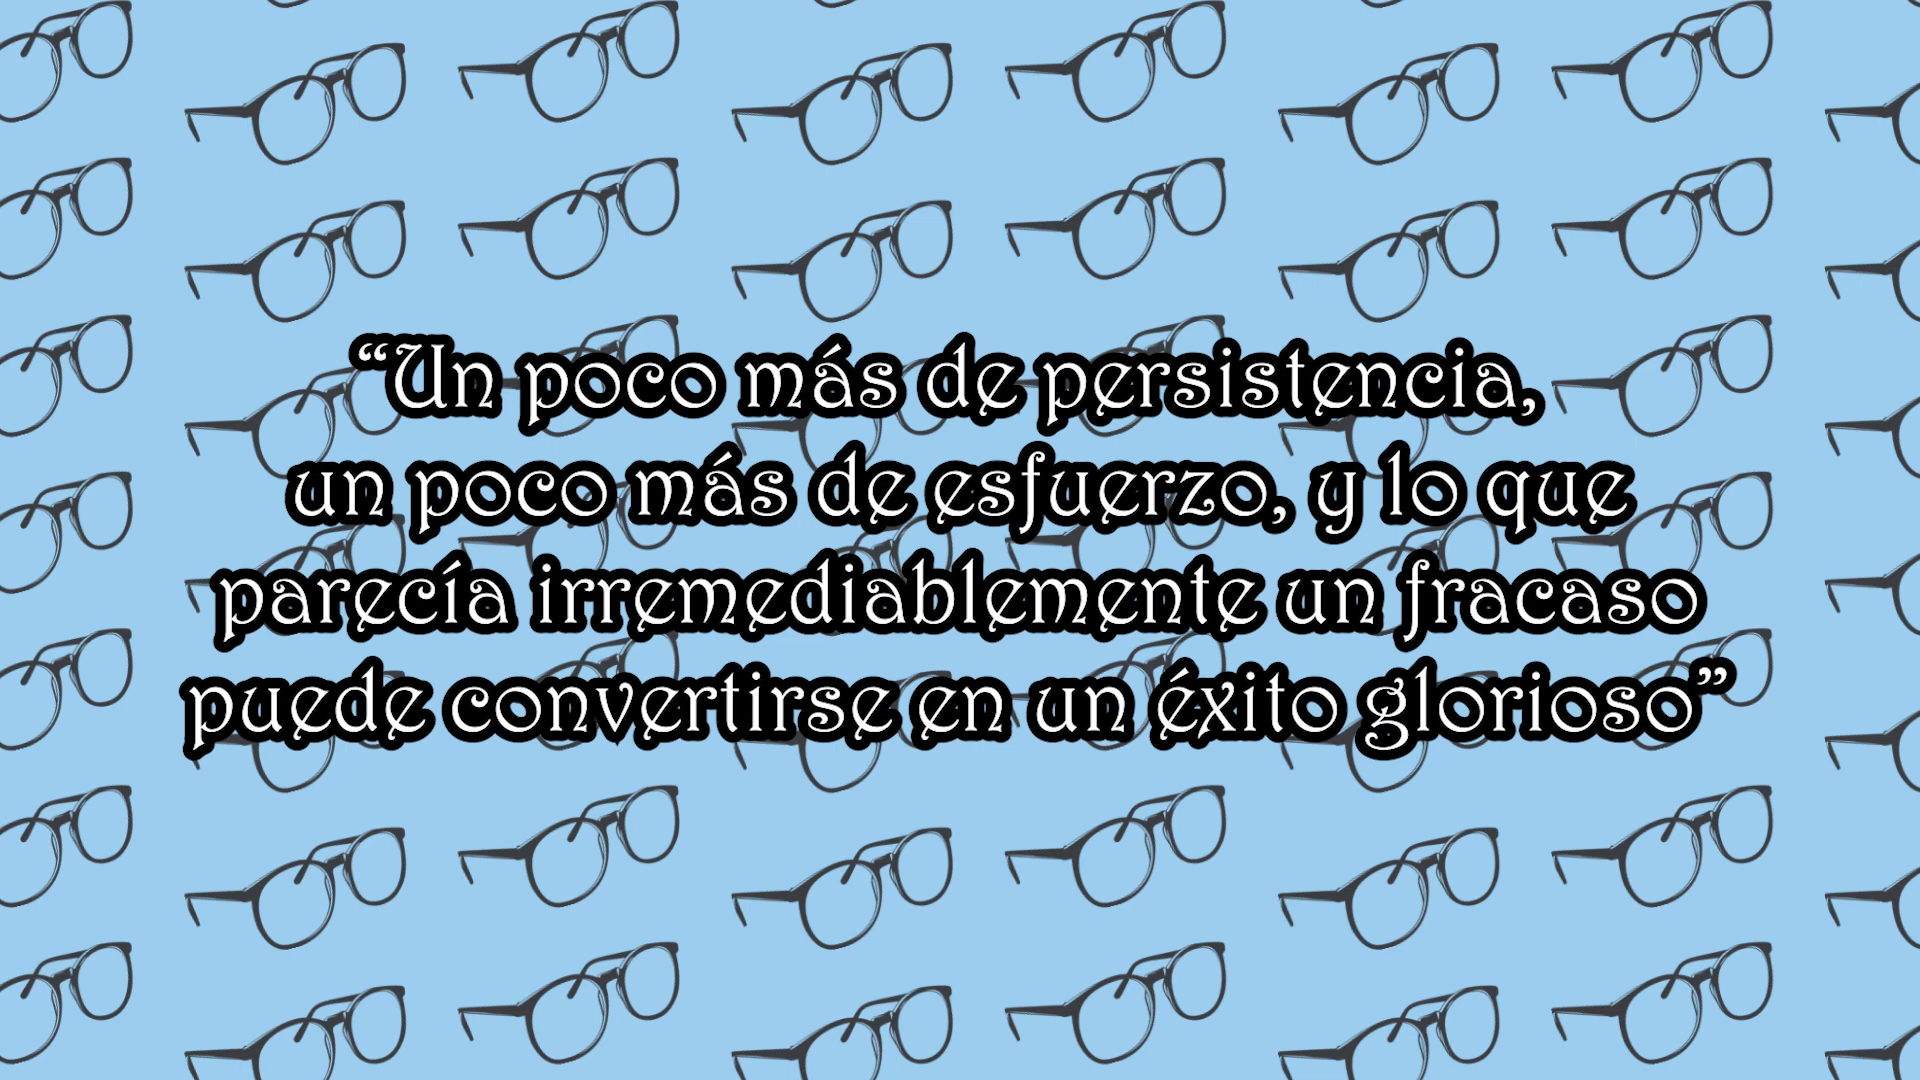 “Un poco más de persistencia,
un poco más de esfuerzo, y lo que
parecía irremediablemente un fracaso
puede convertirse en un éxito glorioso”